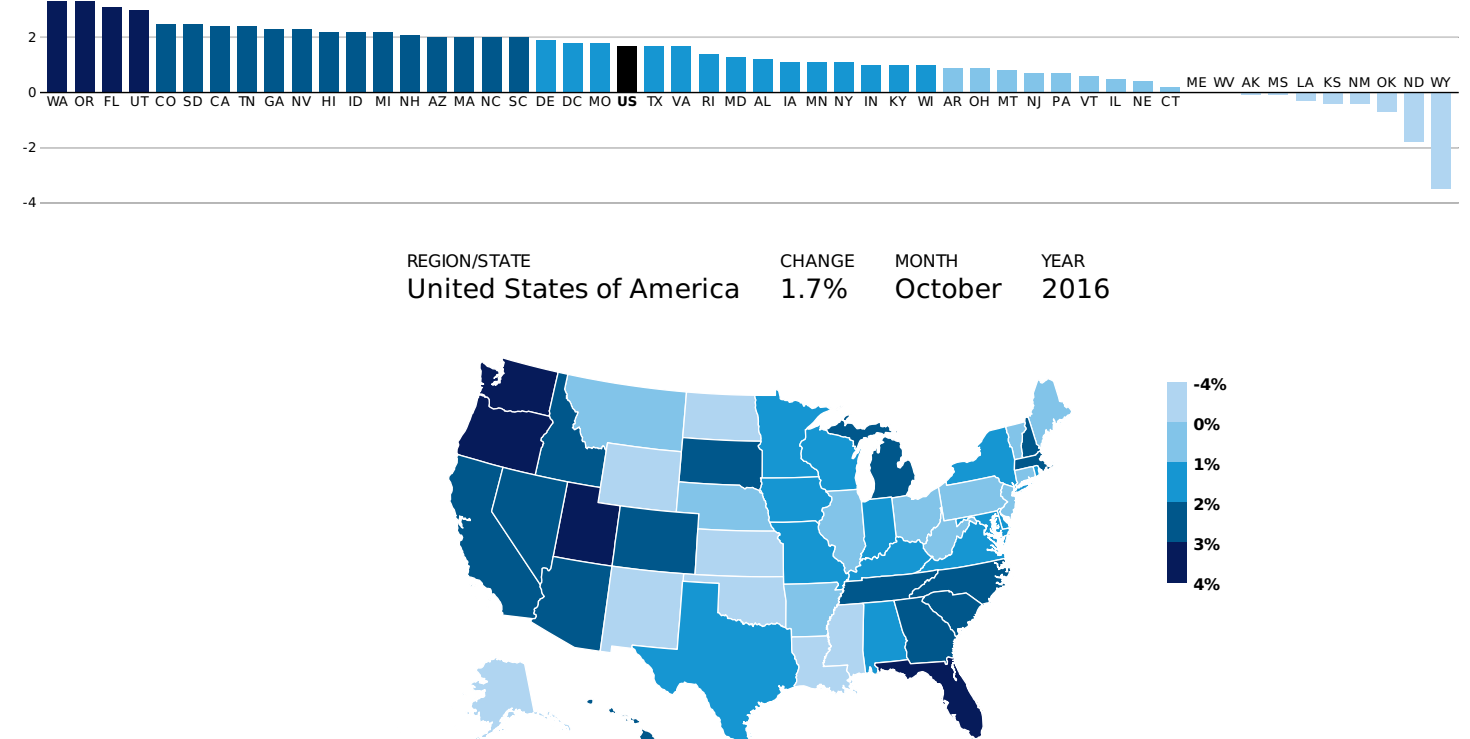 2
ME WV AK MS LA KS NM OK ND WY
0
WA OR FL UT CO SD CA TN GA NV HI ID MI NH AZ MA NC SC DE DC MO US TX VA RI MD AL IA MN NY IN KY WI AR OH MT NJ PA VT IL NE CT
-2
-4
REGION/STATE CHANGE MONTH YEAR
United States of America 1.7% October 2016
-4%
0%
1%
2%
3%
4%